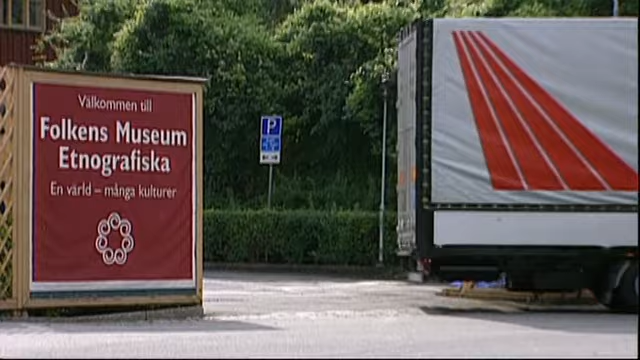 Välkommen till
Folkens Museum
Etnografiska
En värld – många kulturer
P